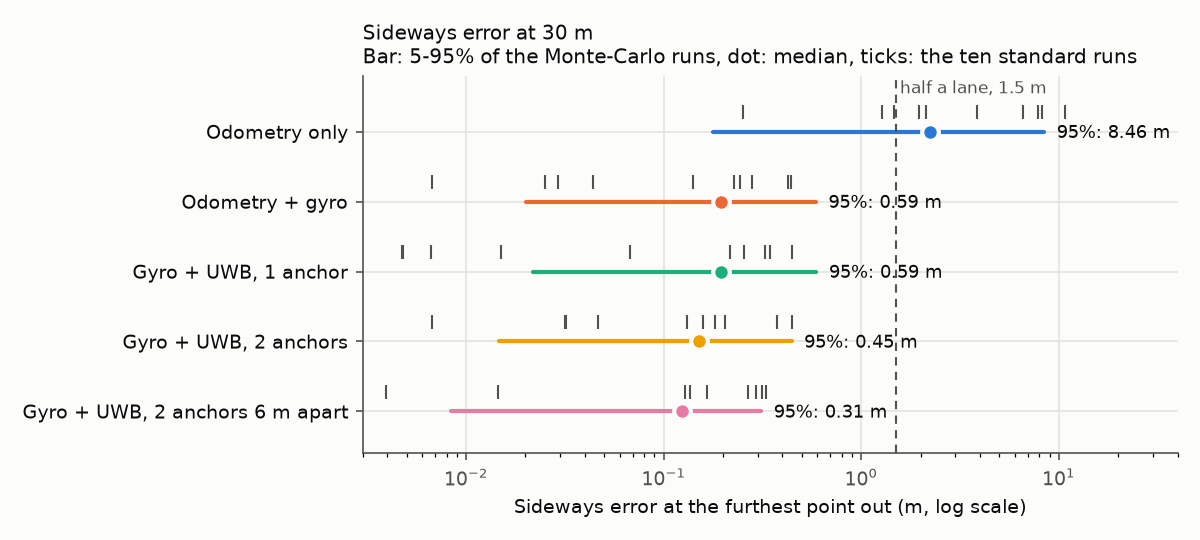 Sideways error at 30 m
Bar: 5-95% of the Monte-Carlo runs, dot: median, ticks: the ten standard runs
half a lane, 1.5 m
Odometry only
95%: 8.46 m
Odometry + gyro
95%: 0.59 m
Gyro + UWB, 1 anchor
95%: 0.59 m
Gyro + UWB, 2 anchors
95%: 0.45 m
Gyro + UWB, 2 anchors 6 m apart
95%: 0.31 m
10⁻² 10⁻¹ 10⁰ 10¹
Sideways error at the furthest point out (m, log scale)